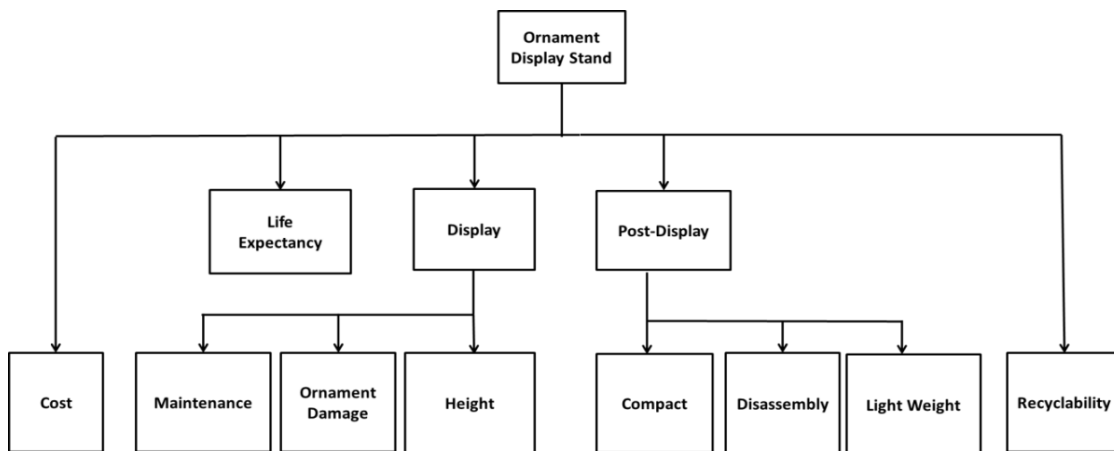 Ornament
Display Stand
Life
Expectancy
Display
Post-Display
Cost
Maintenance
Ornament
Damage
Height
Compact
Disassembly
Light Weight
Recyclability